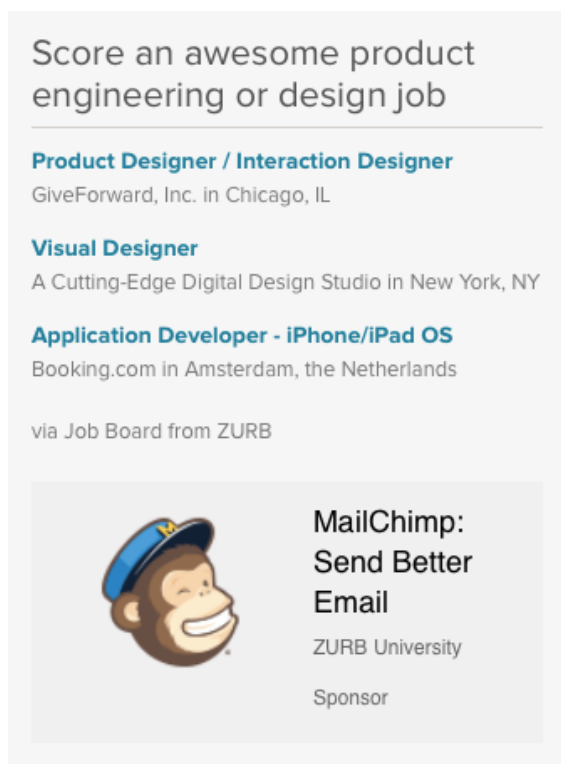 Score an awesome product
engineering or design job
Product Designer / Interaction Designer
GiveForward, Inc. in Chicago, IL
Visual Designer
A Cutting-Edge Digital Design Studio in New York, NY
Application Developer - iPhone/iPad OS
Booking.com in Amsterdam, the Netherlands
via Job Board from ZURB
M
MailChimp:
Send Better
Email
ZURB University
Sponsor